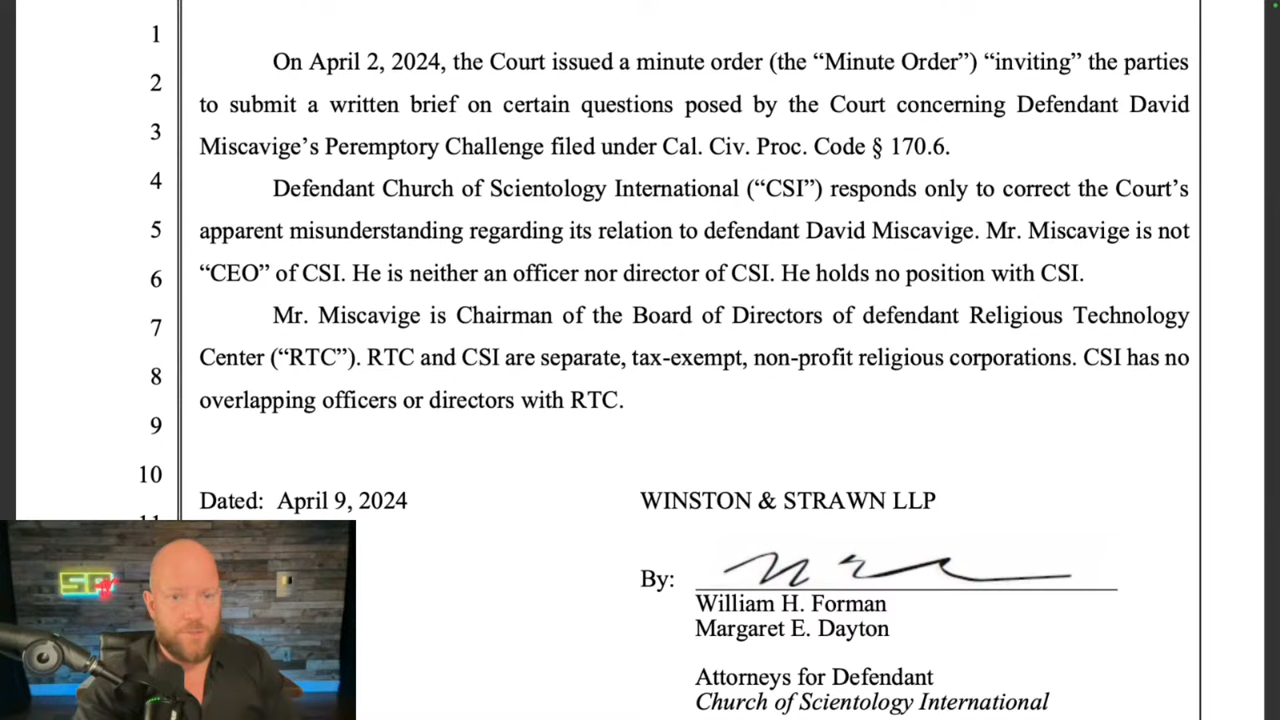 1
On April 2, 2024, the Court issued a minute order (the “Minute Order”) “inviting” the parties
2
to submit a written brief on certain questions posed by the Court concerning Defendant David
3
Miscavige’s Peremptory Challenge filed under Cal. Civ. Proc. Code § 170.6.
4
Defendant Church of Scientology International (“CSI”) responds only to correct the Court’s
5
apparent misunderstanding regarding its relation to defendant David Miscavige. Mr. Miscavige is not
6
“CEO” of CSI. He is neither an officer nor director of CSI. He holds no position with CSI.
7
Mr. Miscavige is Chairman of the Board of Directors of defendant Religious Technology
8
Center (“RTC”). RTC and CSI are separate, tax-exempt, non-profit religious corporations. CSI has no
overlapping officers or directors with RTC.
9
10
Dated: April 9, 2024
WINSTON & STRAWN LLP
By:
William H. Forman
Margaret E. Dayton
Attorneys for Defendant
Church of Scientology International